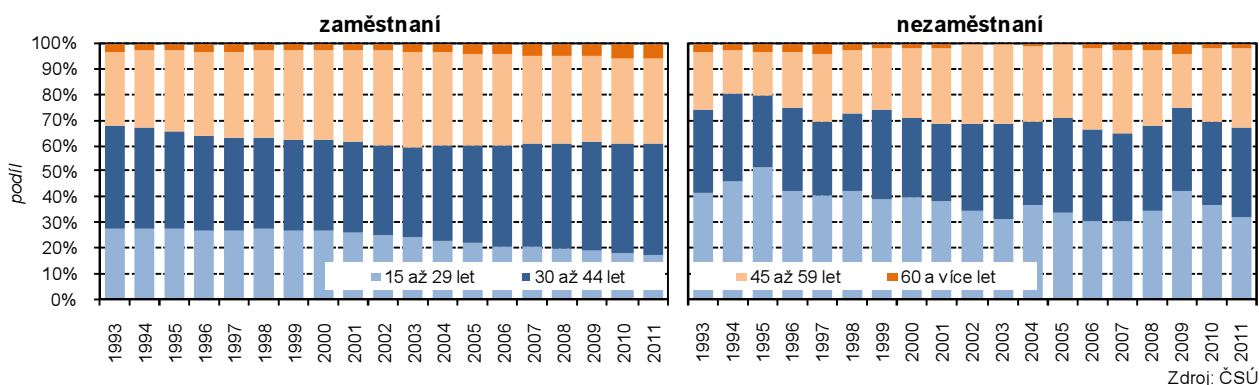 zaměstnaní
nezaměstnaní
podíl
100%
90%
80%
70%
60%
50%
40%
30%
20%
10%
0%
15 až 29 let
30 až 44 let
45 až 59 let
60 a více let
1993 1994 1995 1996 1997 1998 1999 2000 2001 2002 2003 2004 2005 2006 2007 2008 2009 2010 2011
1993 1994 1995 1996 1997 1998 1999 2000 2001 2002 2003 2004 2005 2006 2007 2008 2009 2010 2011
Zdroj: ČSÚ